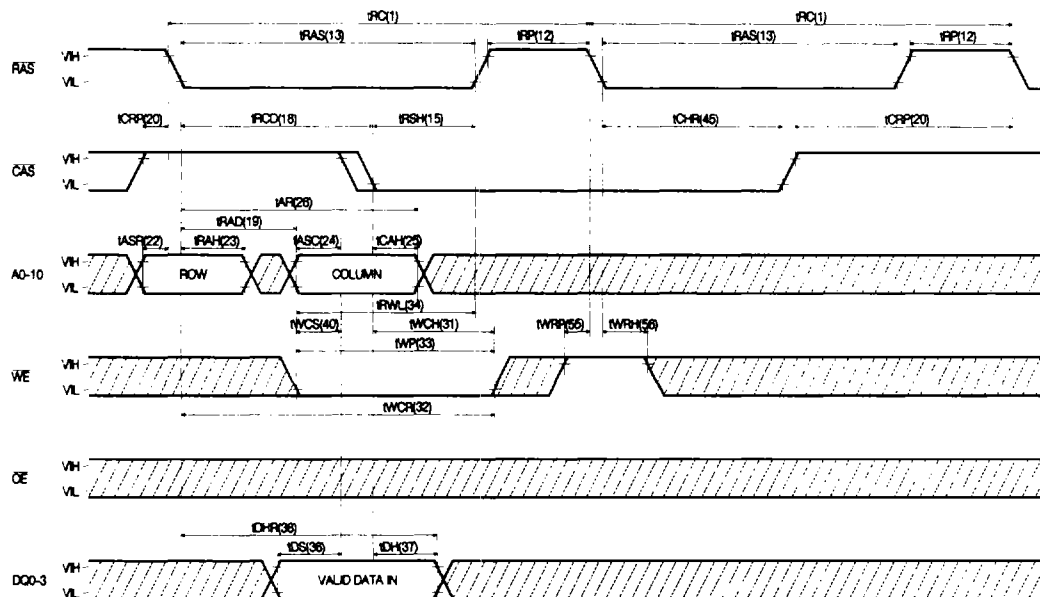 tRC(1) tRC(1)
tRAS(13) tRP(12) tRAS(13) tRP(12)
RAS VIH
VIL
tCRP(20) tRCD(18) tRSH(15) tCHR(45) tCRP(20)
CAS VIH
VIL
tAR(26)
tRAD(19)
tASR(22) tRAH(23) tASC(24) tCAH(25)
A0-10 VIH
VIL
ROW COLUMN
tRWL(34)
tWCS(40) tWCH(31) tWRP(55) tWRH(56)
tWP(33)
WE VIH
VIL
tWCR(32)
OE VIH
VIL
tDHR(38)
tDS(36) tDH(37)
DQ0-3 VIH
VIL
VALID DATA IN